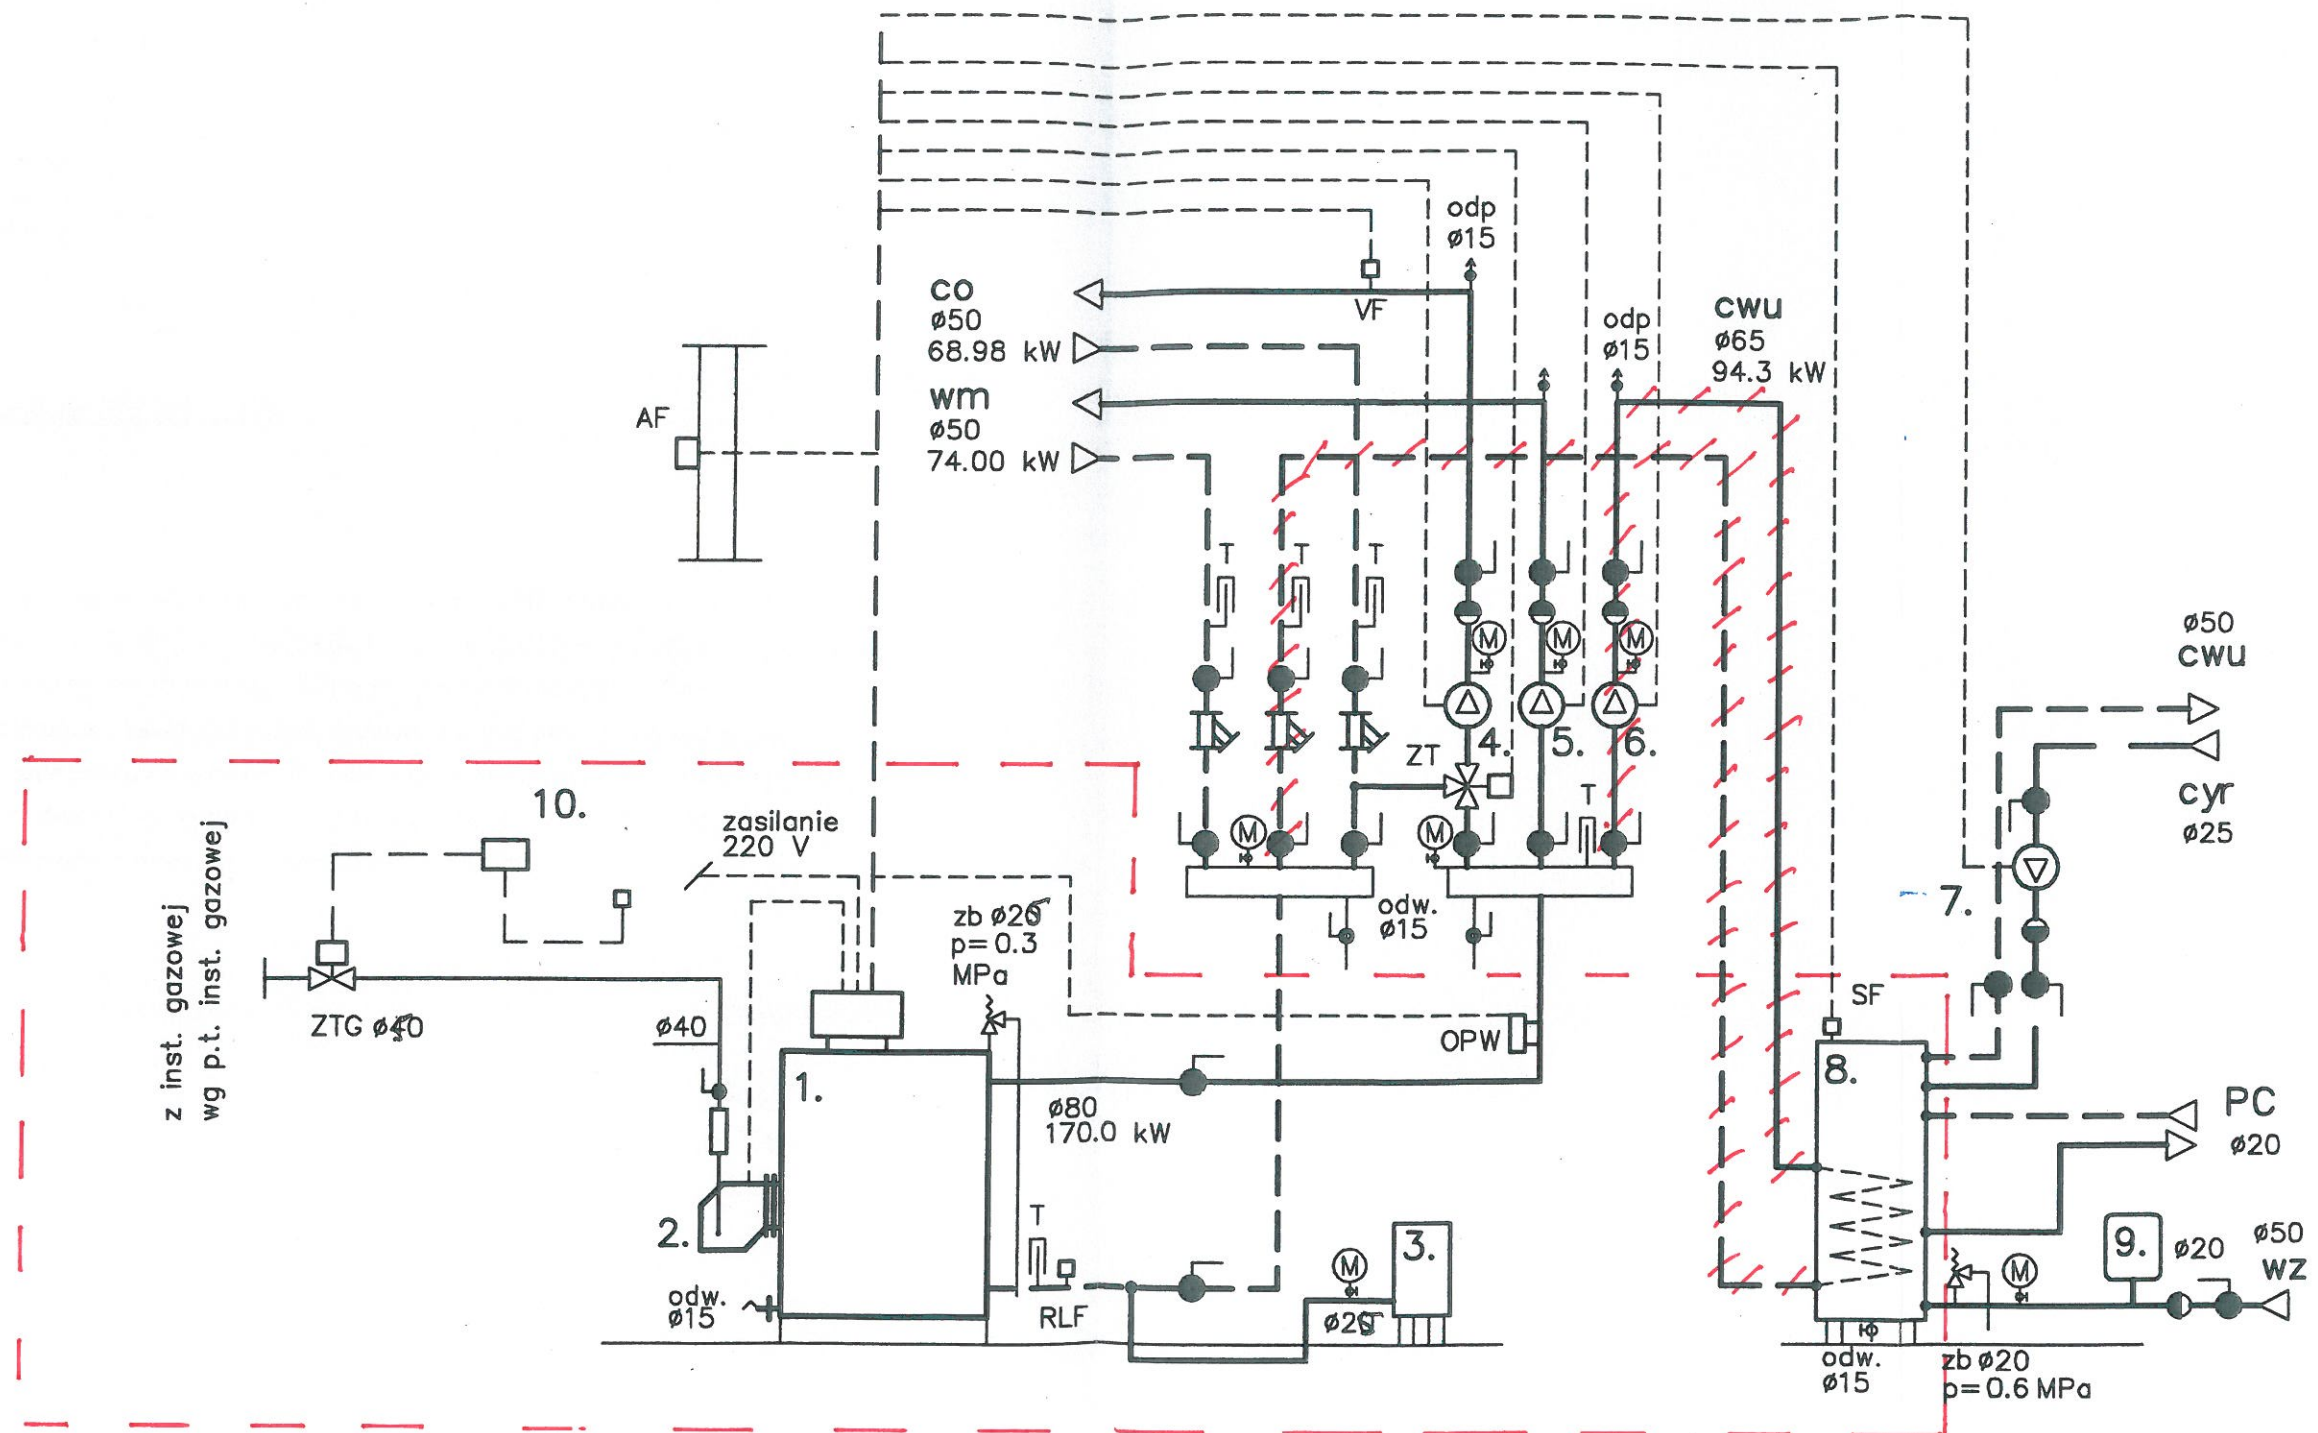 odp
ø15
co
ø50
68.98 kW
VF
odp
ø15
cwu
ø65
94.3 kW
wm
ø50
74.00 kW
AF
T
T
T
M
M
M
ø50
cwu
4.
5.
6.
ZT
T
cyr
ø25
10.
zasilanie
220 V
M
M
z inst. gazowej
wg p.t. inst. gazowej
7.
zb ø20
p= 0.3
MPa
odw.
ø15
SF
ZTG
ø40
OPW
1.
8.
ø80
170.0 kW
PC
ø20
2.
T
3.
M
9.
ø20
ø50
wz
M
odw.
ø15
RLF
odw.
ø15
zb ø20
p= 0.6 MPa